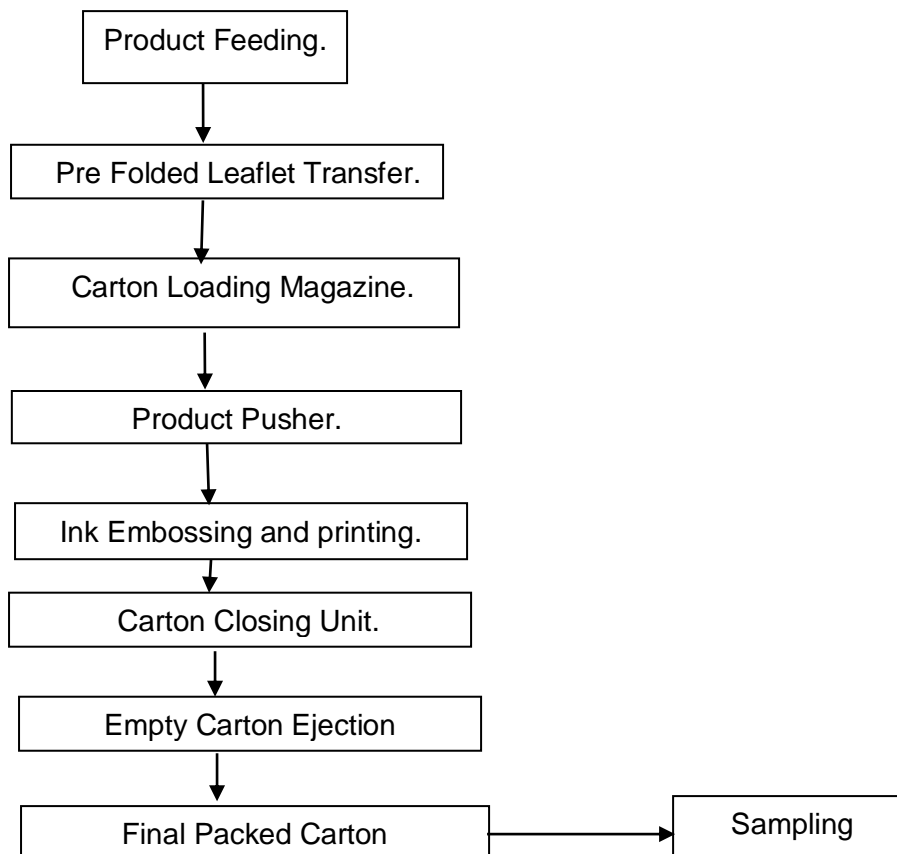 Product Feeding.
Pre Folded Leaflet Transfer.
Carton Loading Magazine.
Product Pusher.
Ink Embossing and printing.
Carton Closing Unit.
Empty Carton Ejection
Final Packed Carton
Sampling